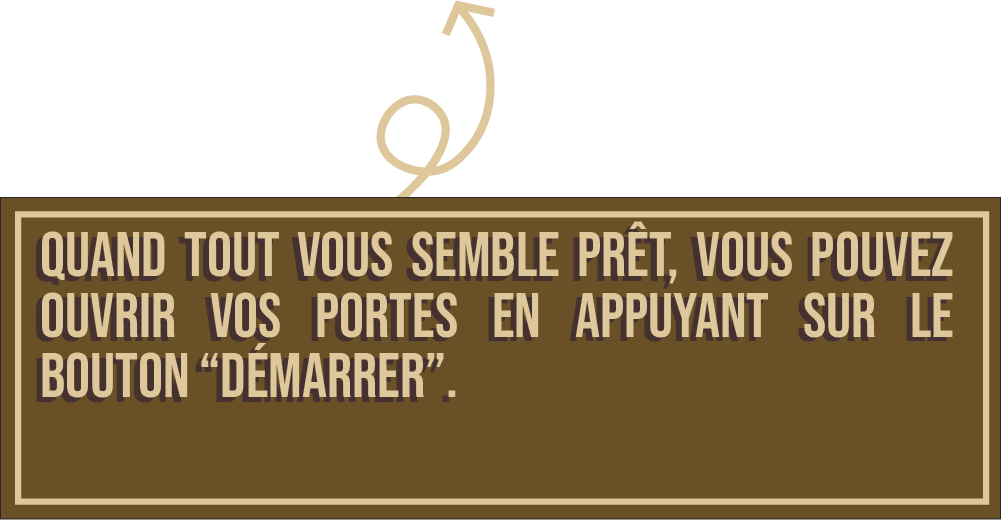 QUAND TOUT VOUS SEMBLE PRÊT, VOUS POUVEZ
OUVRIR VOS PORTES EN APPUYANT SUR LE
BOUTON “DÉMARRER”.